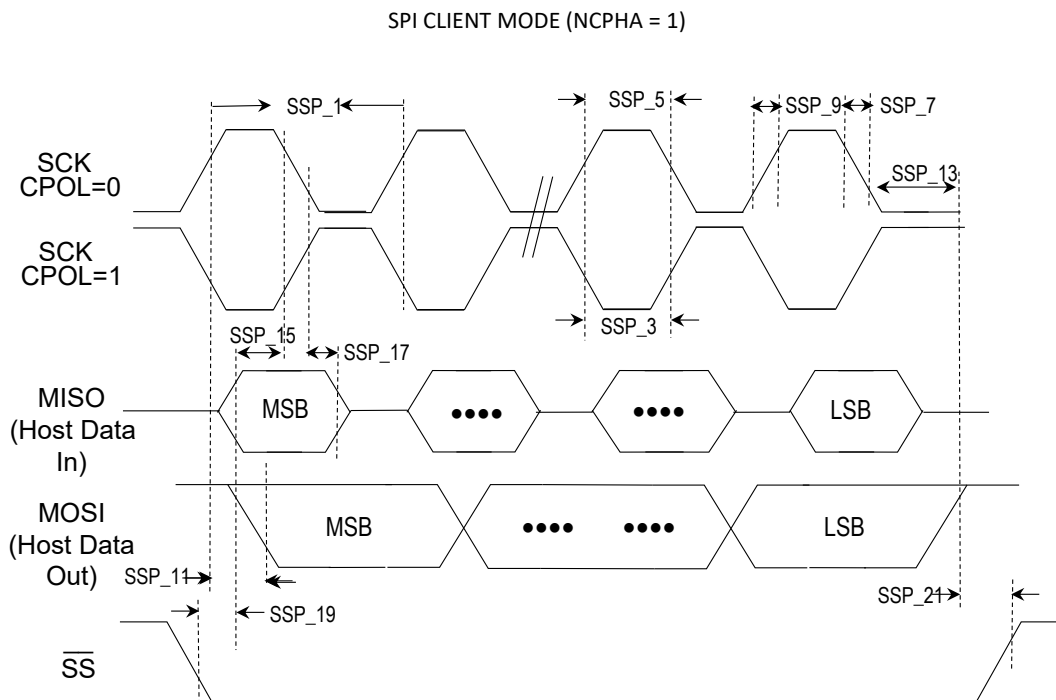 SPI CLIENT MODE (NCPHA = 1)
SSP_1
SSP_5
SSP_9
SSP_7
SCK
CPOL=0
SSP_13
SCK
CPOL=1
SSP_3
SSP_15
SSP_17
MISO
(Host Data
In)
MSB
●●●●
●●●●
LSB
MOSI
(Host Data
Out)
MSB
●●●●
●●●●
LSB
SSP_11
SSP_19
SSP_21
S̅S̅